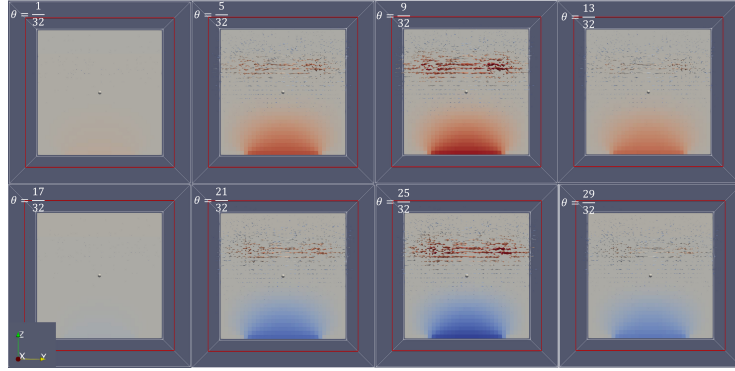 θ = 1/32
θ = 5/32
θ = 9/32
θ = 13/32
θ = 17/32
θ = 21/32
θ = 25/32
θ = 29/32
Z
X Y